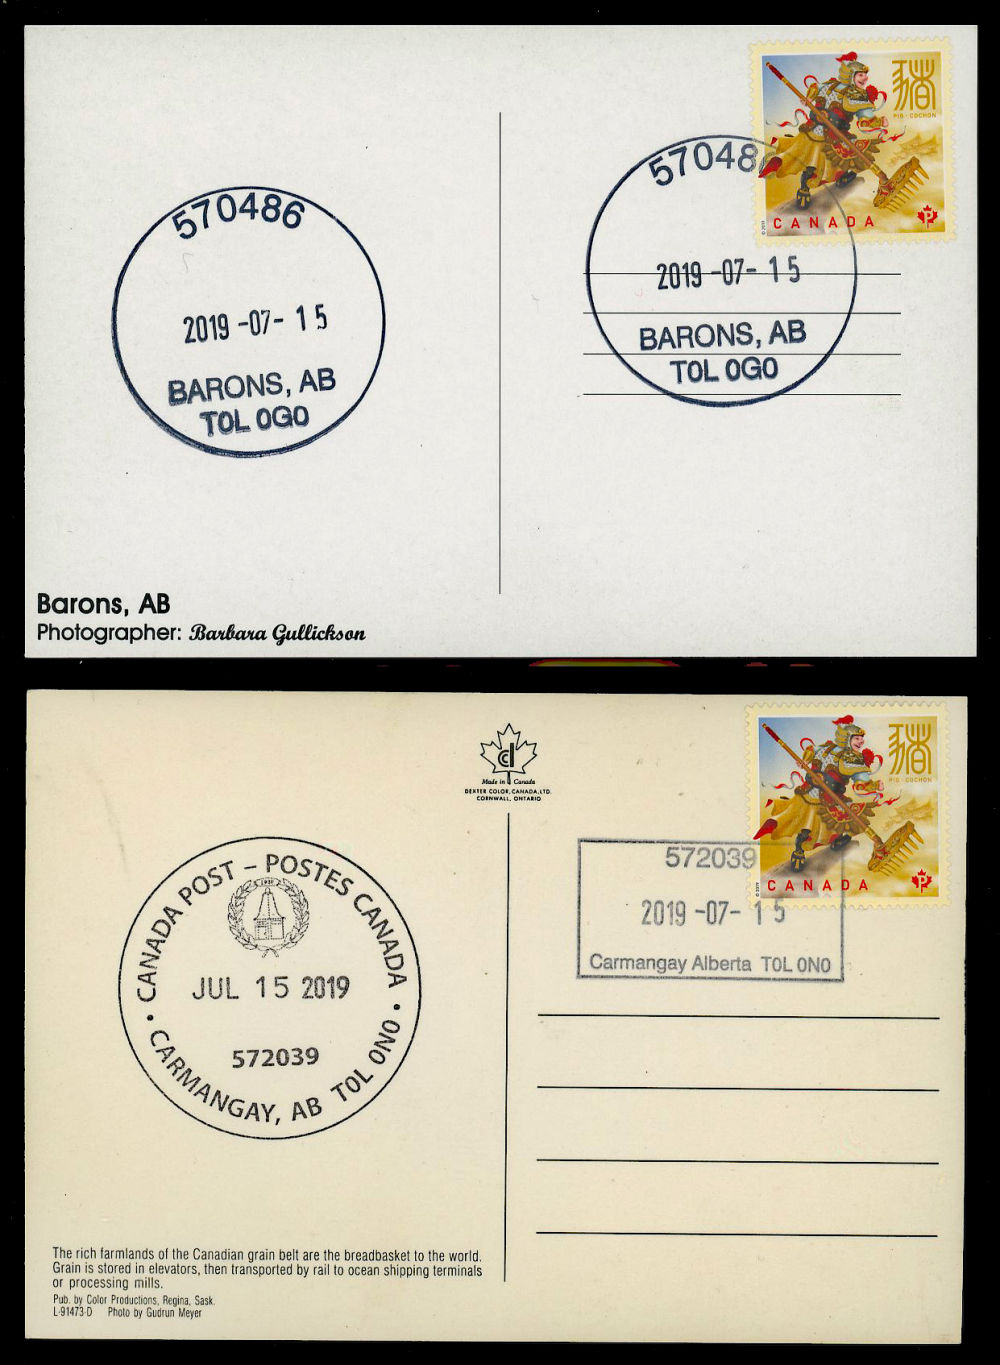 570486
2019-07-15
BARONS, AB
T0L 0G0
豬
PIG · COCHON
CANADA
P
© 2019
57048
2019-07-15
BARONS, AB
T0L 0G0
Barons, AB
Photographer: Barbara Gullickson
cd
Made in Canada
DEXTER COLOR, CANADA, LTD.
CORNWALL, ONTARIO
豬
PIG · COCHON
CANADA
P
© 2019
572039
2019-07-15
Carmangay Alberta T0L 0N0
CANADA POST – POSTES CANADA
JUL 15 2019
572039
· CARMANGAY, AB T0L 0N0 ·
The rich farmlands of the Canadian grain belt are the breadbasket to the world.
Grain is stored in elevators, then transported by rail to ocean shipping terminals
or processing mills.
Pub. by Color Productions, Regina, Sask.
L-91473-D Photo by Gudrun Meyer